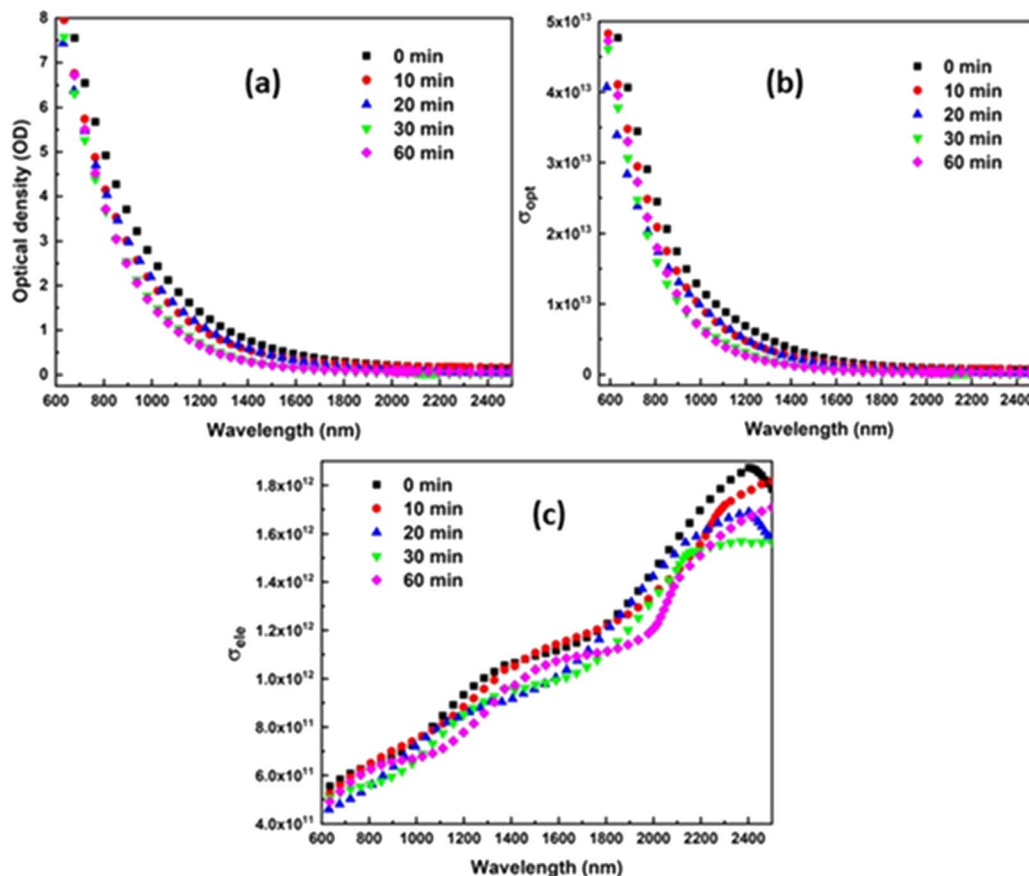 8
7
6
5
4
3
2
1
0
Optical density (OD)
(a)
0 min
10 min
20 min
30 min
60 min
600 800 1000 1200 1400 1600 1800 2000 2200 2400
Wavelength (nm)
5x10¹³
4x10¹³
3x10¹³
2x10¹³
1x10¹³
0
σopt
(b)
0 min
10 min
20 min
30 min
60 min
600 800 1000 1200 1400 1600 1800 2000 2200 2400
Wavelength (nm)
1.8x10¹²
1.6x10¹²
1.4x10¹²
1.2x10¹²
1.0x10¹²
8.0x10¹¹
6.0x10¹¹
4.0x10¹¹
σele
0 min
10 min
20 min
30 min
60 min
(c)
600 800 1000 1200 1400 1600 1800 2000 2200 2400
Wavelength (nm)